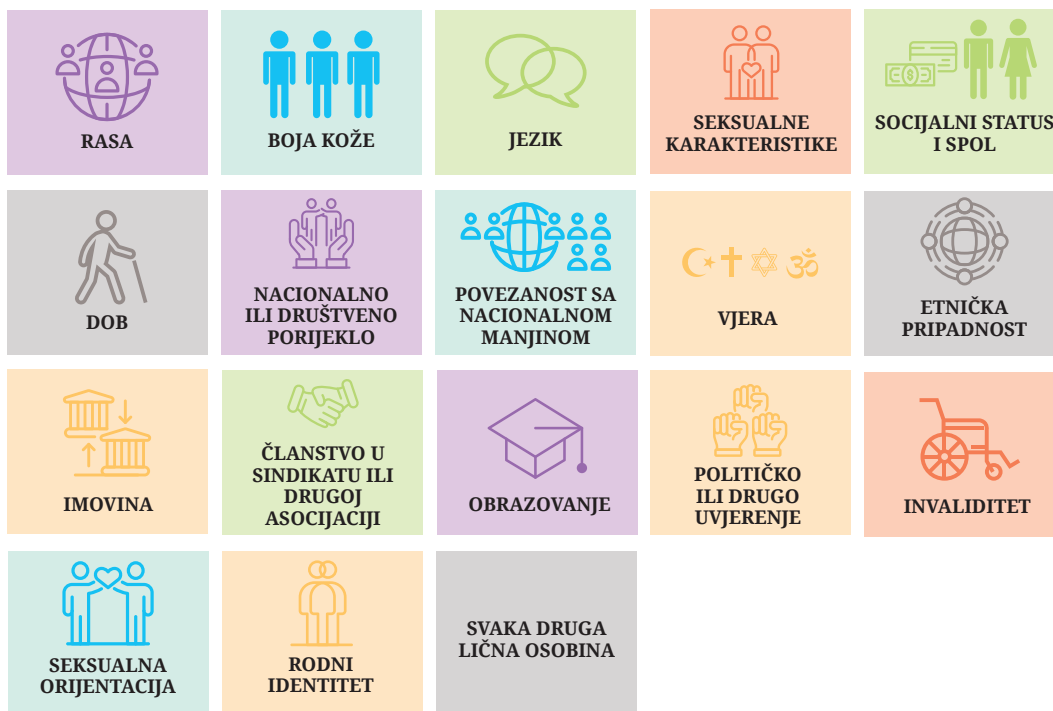 RASA
BOJA KOŽE
JEZIK
SEKSUALNE
KARAKTERISTIKE
SOCIJALNI STATUS
I SPOL
DOB
NACIONALNO
ILI DRUŠTVENO
PORIJEKLO
POVEZANOST SA
NACIONALNOM
MANJINOM
VJERA
ETNIČKA
PRIPADNOST
IMOVINA
ČLANSTVO U
SINDIKATU ILI
DRUGOJ
ASOCIJACIJI
OBRAZOVANJE
POLITIČKO
ILI DRUGO
UVJERENJE
INVALIDITET
SEKSUALNA
ORIJENTACIJA
RODNI
IDENTITET
SVAKA DRUGA
LIČNA OSOBINA